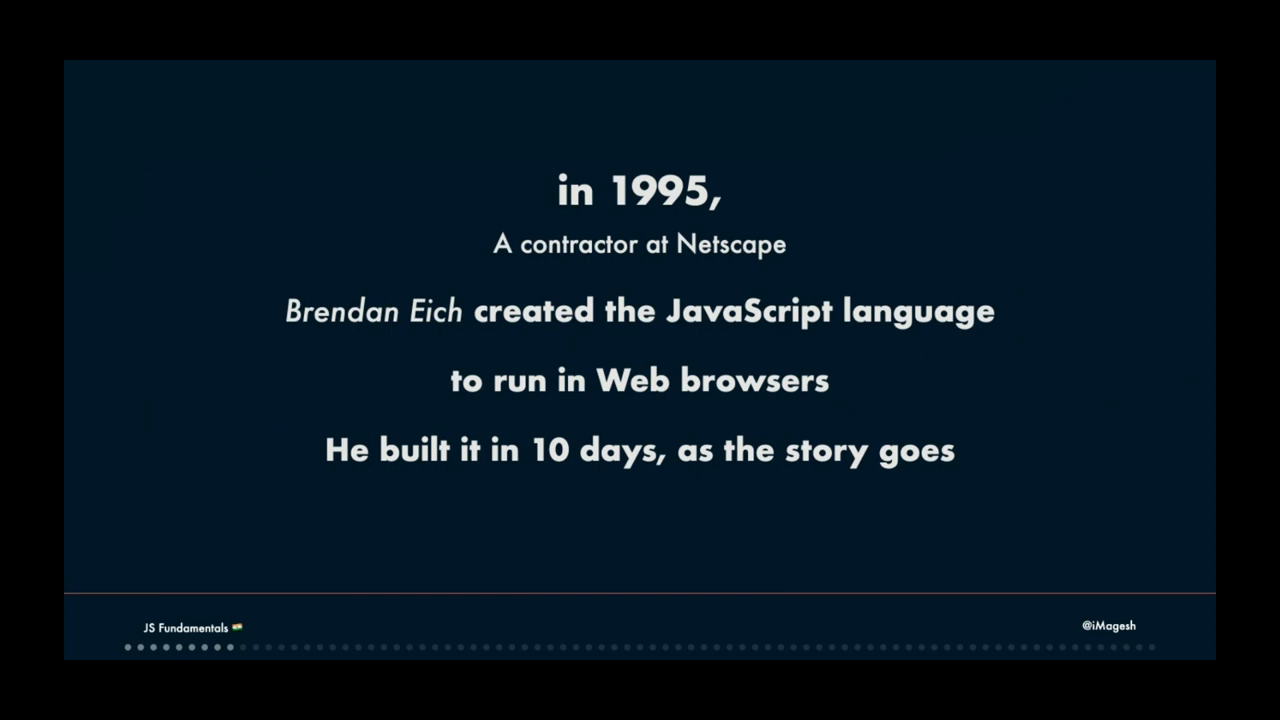 in 1995,
A contractor at Netscape
Brendan Eich created the JavaScript language
to run in Web browsers
He built it in 10 days, as the story goes
JS Fundamentals 🇮🇳
@iMagesh